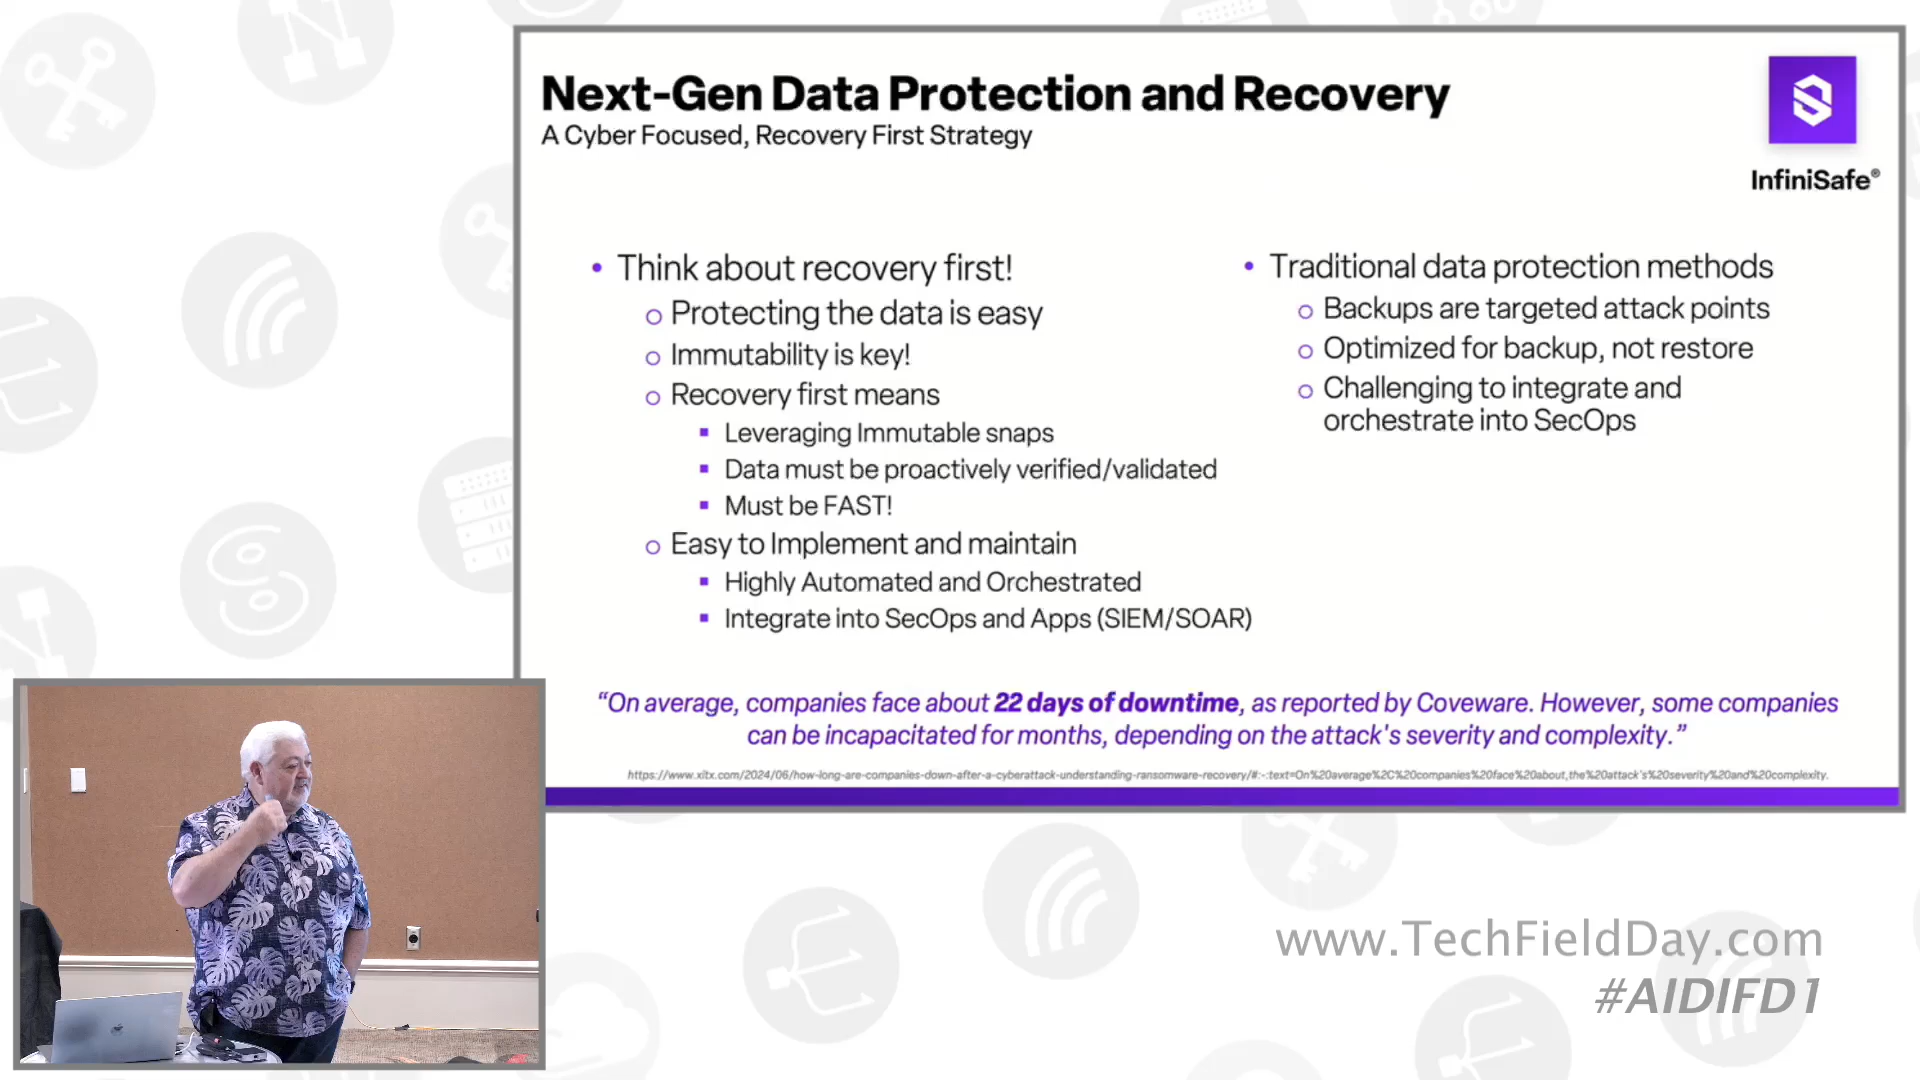 Next-Gen Data Protection and Recovery
A Cyber Focused, Recovery First Strategy
InfiniSafe®
• Think about recovery first!
○ Protecting the data is easy
○ Immutability is key!
○ Recovery first means
▪ Leveraging Immutable snaps
▪ Data must be proactively verified/validated
▪ Must be FAST!
○ Easy to Implement and maintain
▪ Highly Automated and Orchestrated
▪ Integrate into SecOps and Apps (SIEM/SOAR)
• Traditional data protection methods
○ Backups are targeted attack points
○ Optimized for backup, not restore
○ Challenging to integrate and
orchestrate into SecOps
“On average, companies face about 22 days of downtime, as reported by Coveware. However, some companies
can be incapacitated for months, depending on the attack's severity and complexity.”
https://www.xitx.com/2024/06/how-long-are-companies-down-after-a-cyberattack-understanding-ransomware-recovery/#:~:text=On%20average%2C%20companies%20face%20about,the%20attack's%20severity%20and%20complexity.
www.TechFieldDay.com
#AIDIFD1